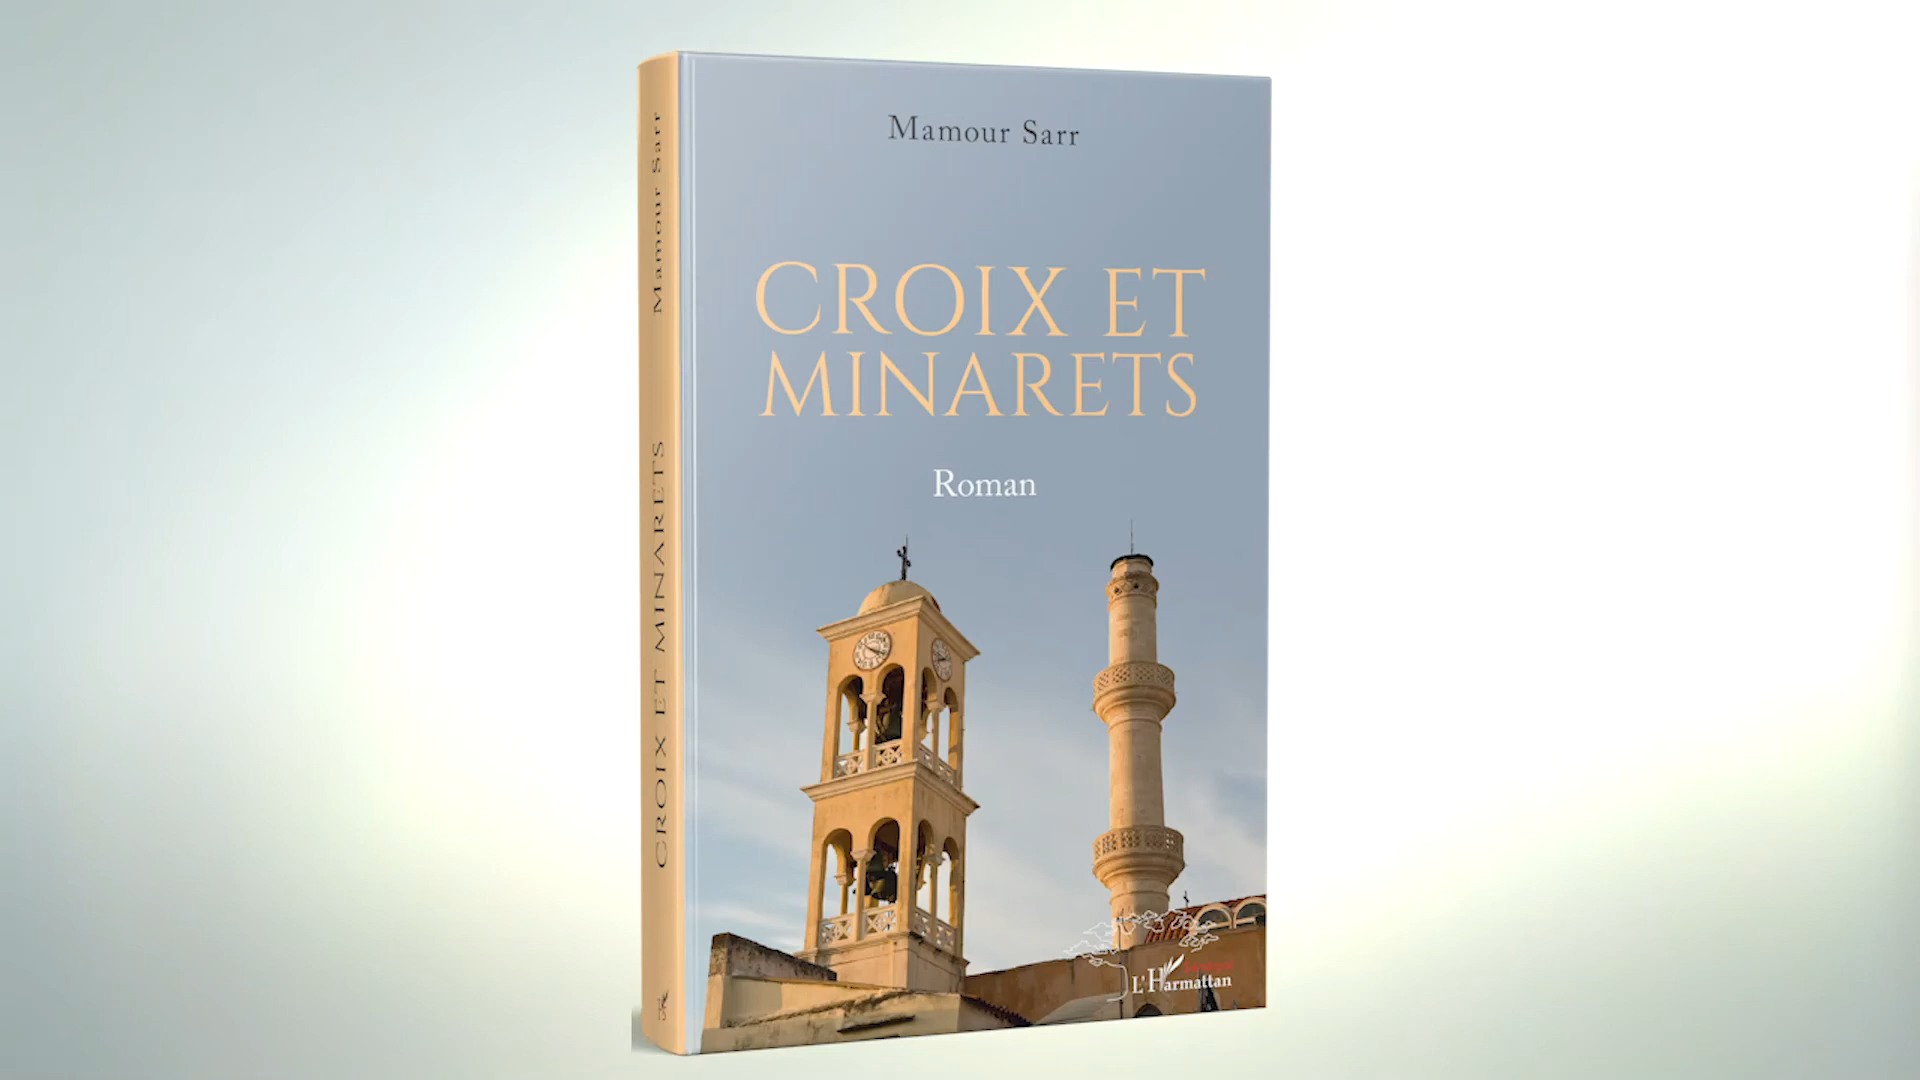 Mamour Sarr
CROIX ET
MINARETS
Roman
L'Harmattan
Mamour Sarr
CROIX ET MINARETS